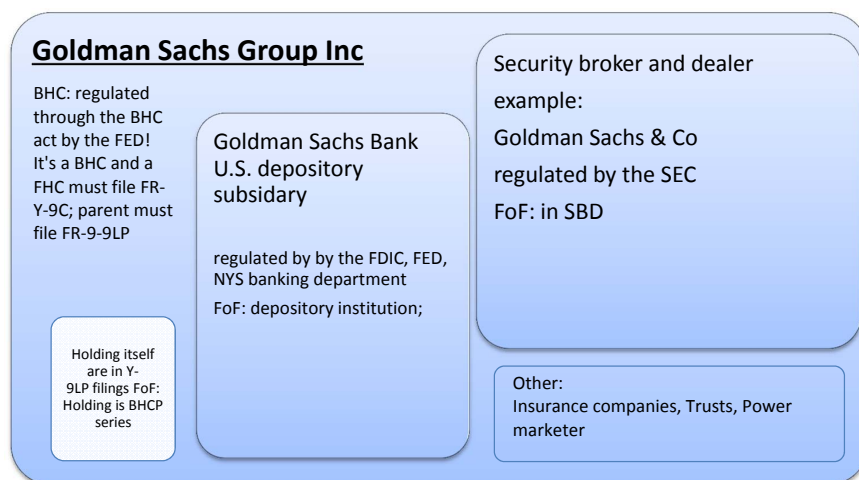 Goldman Sachs Group Inc
BHC: regulated
through the BHC
act by the FED!
It's a BHC and a
FHC must file FR-
Y-9C; parent must
file FR-9-9LP
Holding itself
are in Y-
9LP filings FoF:
Holding is BHCP
series
Goldman Sachs Bank
U.S. depository
subsidary
regulated by by the FDIC, FED,
NYS banking department
FoF: depository institution;
Security broker and dealer
example:
Goldman Sachs & Co
regulated by the SEC
FoF: in SBD
Other:
Insurance companies, Trusts, Power
marketer